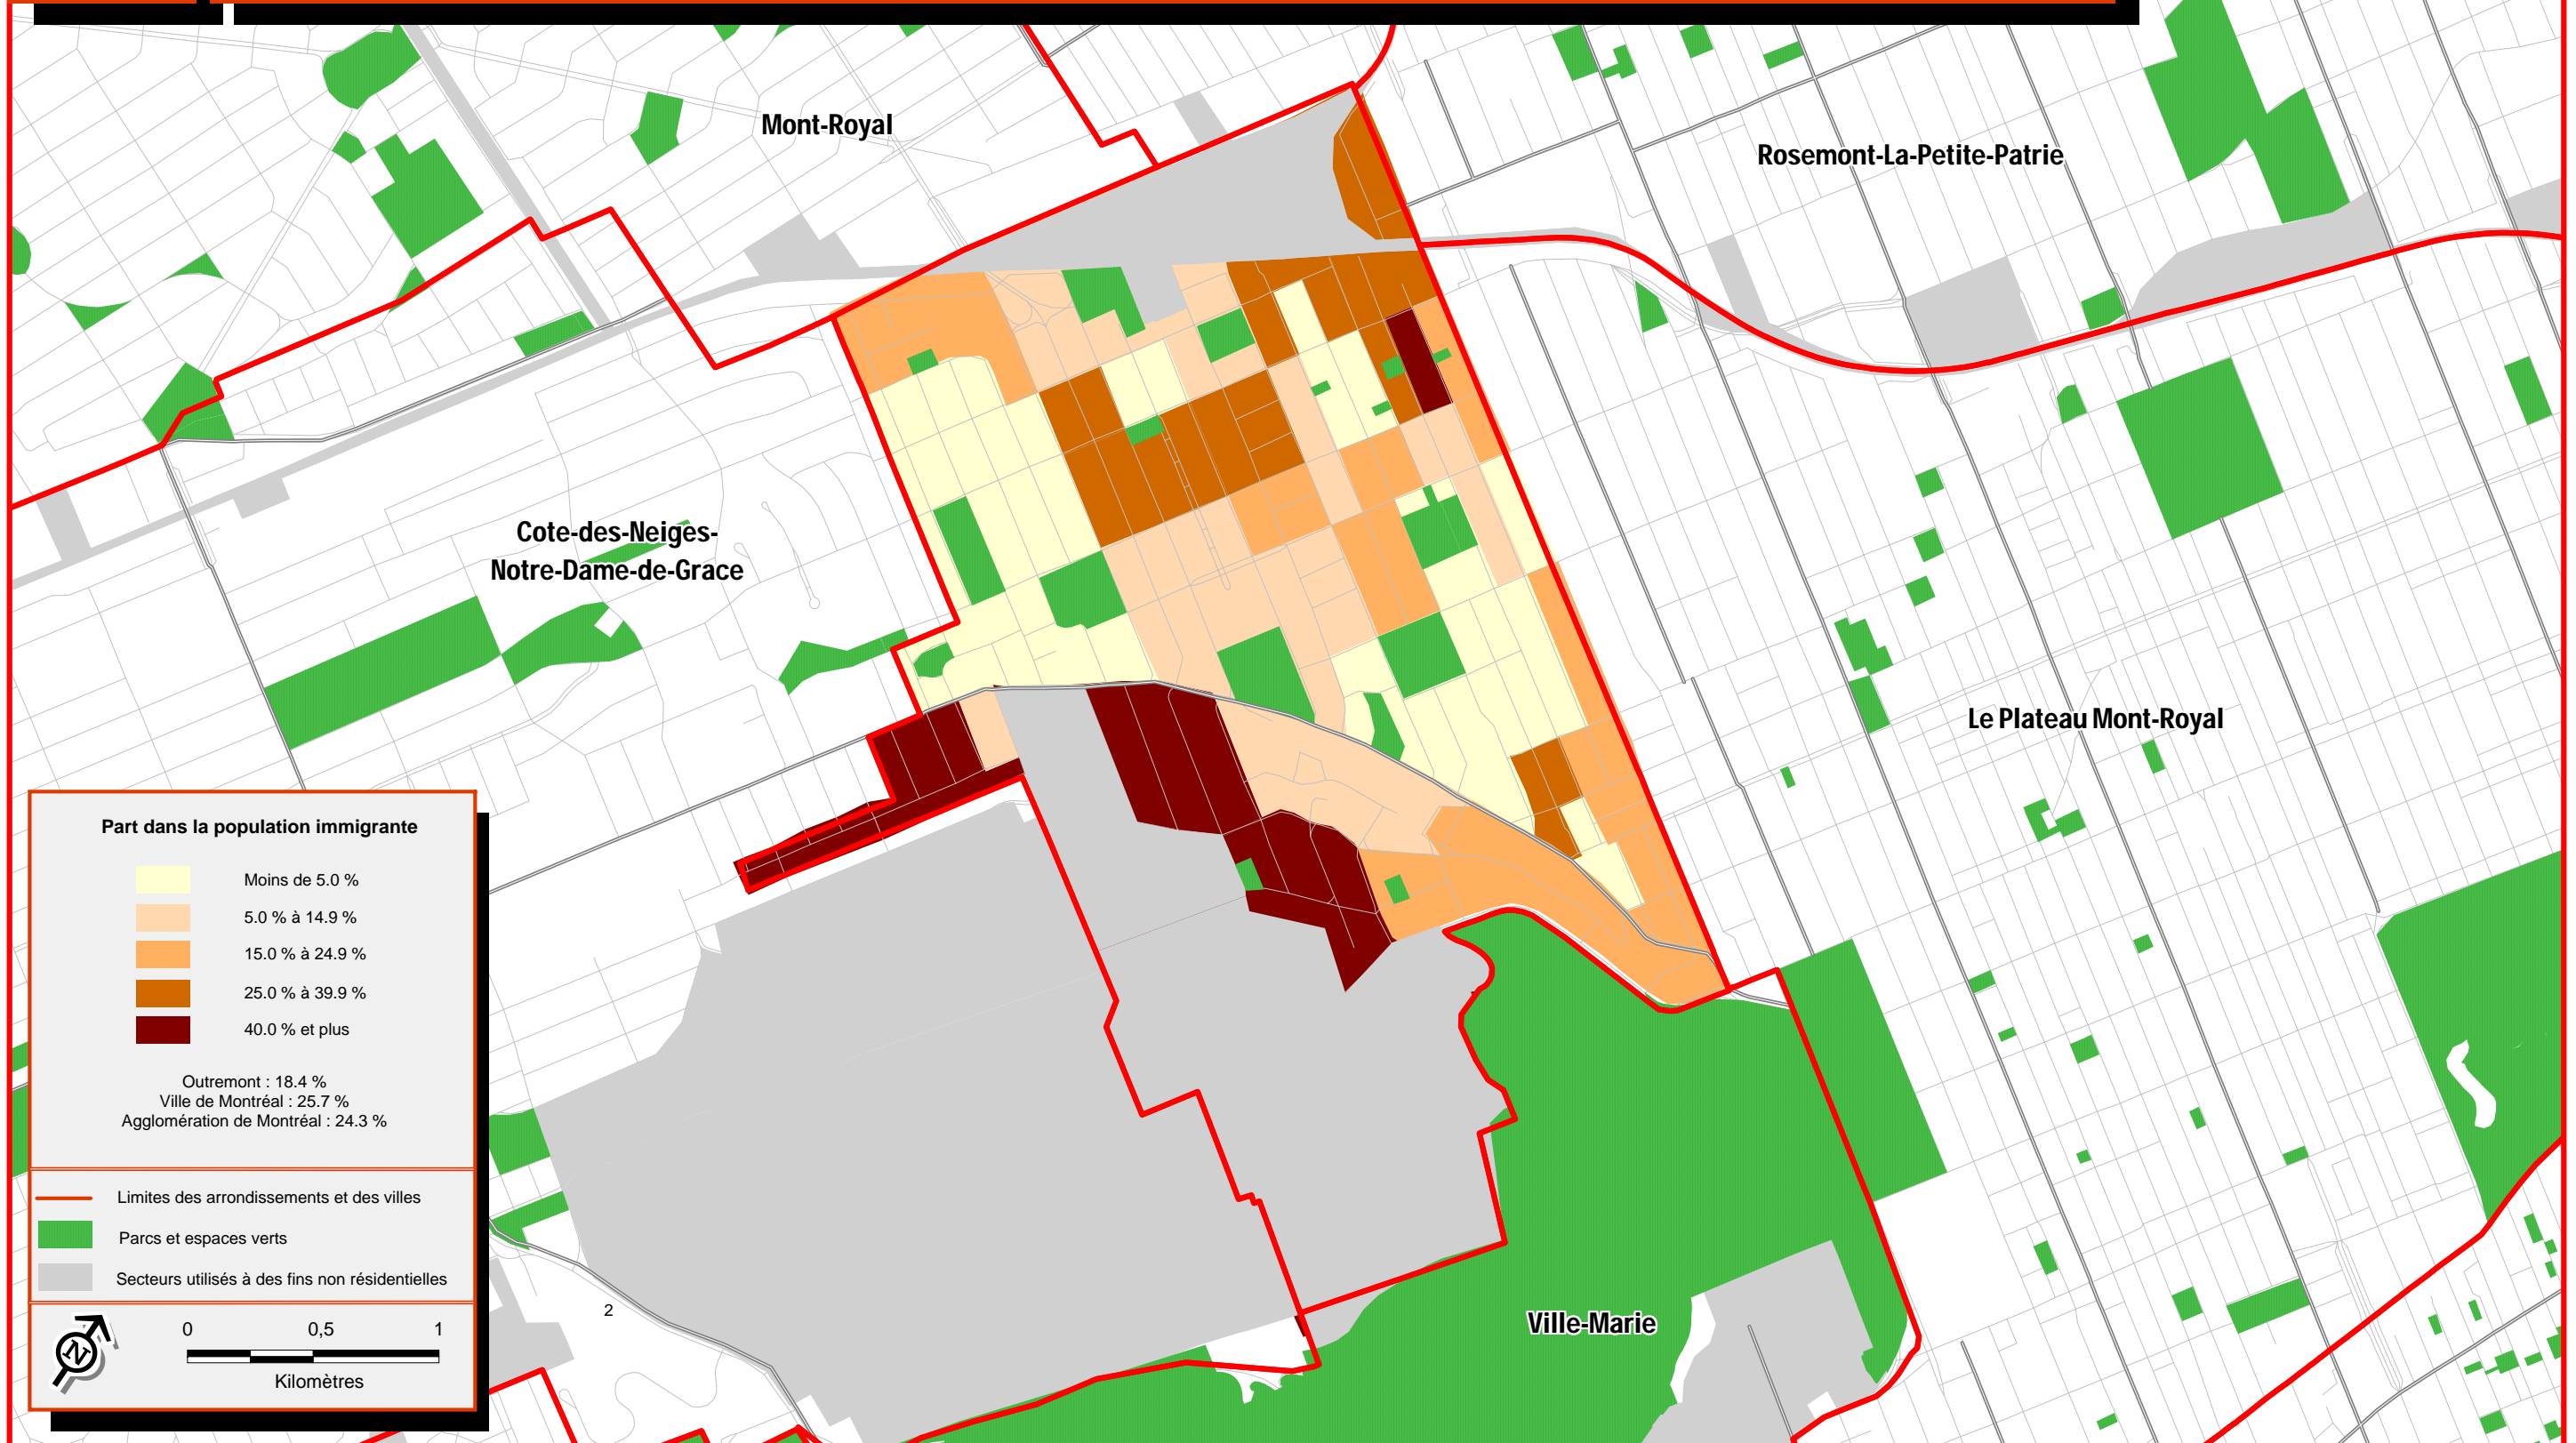 Mont-Royal
Rosemont-La-Petite-Patrie
Cote-des-Neiges-
Notre-Dame-de-Grace
Le Plateau Mont-Royal
Ville-Marie
Part dans la population immigrante
Moins de 5.0 %
5.0 % à 14.9 %
15.0 % à 24.9 %
25.0 % à 39.9 %
40.0 % et plus
Outremont : 18.4 %
Ville de Montréal : 25.7 %
Agglomération de Montréal : 24.3 %
Limites des arrondissements et des villes
Parcs et espaces verts
Secteurs utilisés à des fins non résidentielles
N
0 0,5 1
Kilomètres
2